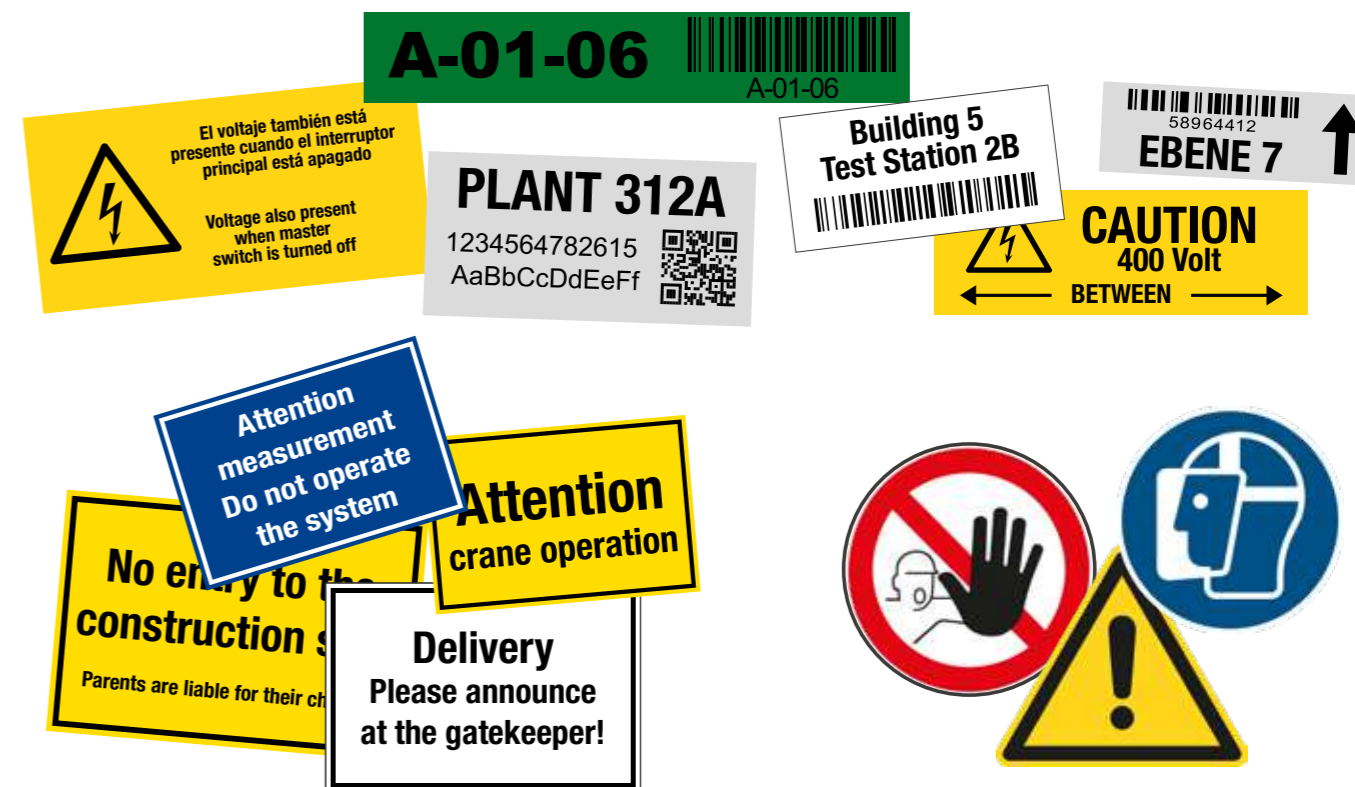 A-01-06
A-01-06
El voltaje también está
presente cuando el interruptor
principal está apagado
Voltage also present
when master
switch is turned off
PLANT 312A
1234564782615
AaBbCcDdEeFf
Building 5
Test Station 2B
58964412
EBENE 7
CAUTION
400 Volt
BETWEEN
Attention
measurement
Do not operate
the system
Attention
crane operation
No entry to the
construction
Parents are liable for their
Delivery
Please announce
at the gatekeeper!